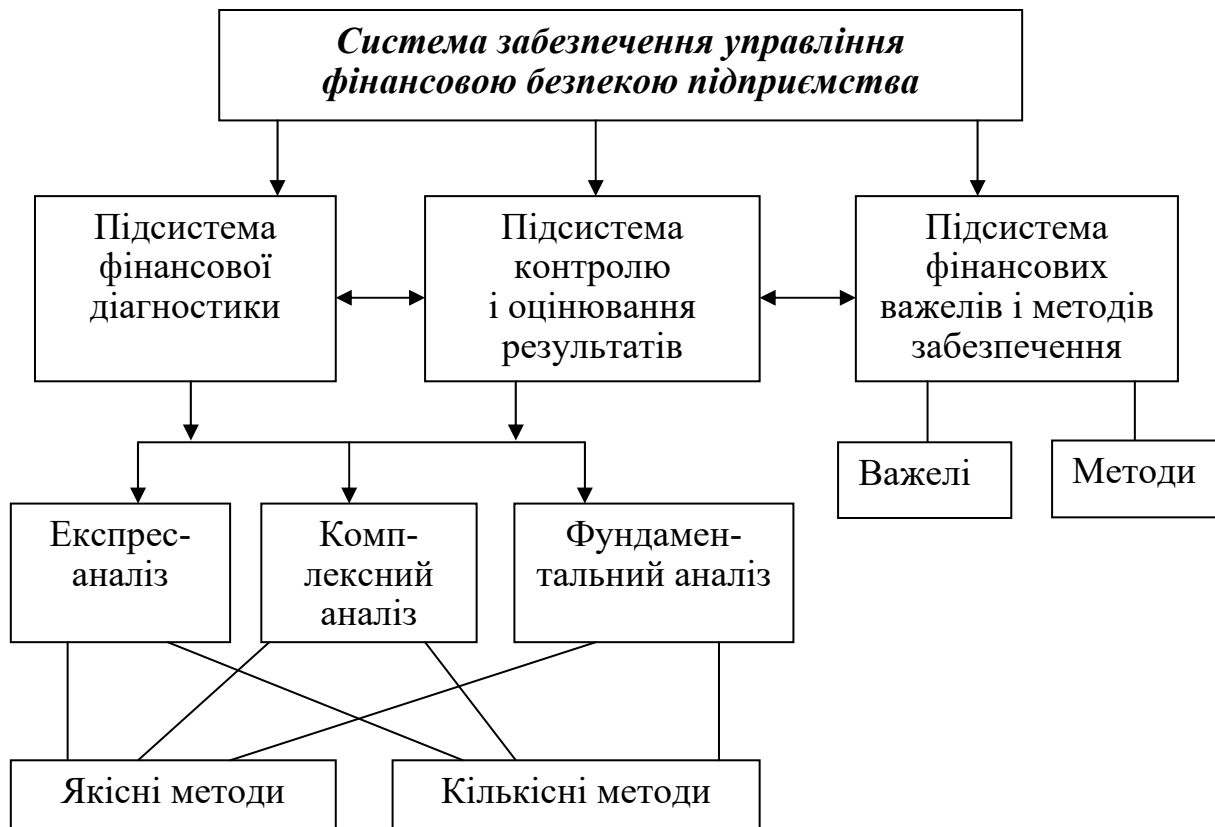 Система забезпечення управління
фінансовою безпекою підприємства
Підсистема
фінансової
діагностики
Підсистема
контролю
і оцінювання
результатів
Підсистема
фінансових
важелів і методів
забезпечення
Важелі
Методи
Експрес-
аналіз
Комп-
лексний
аналіз
Фундамен-
тальний аналіз
Якісні методи
Кількісні методи